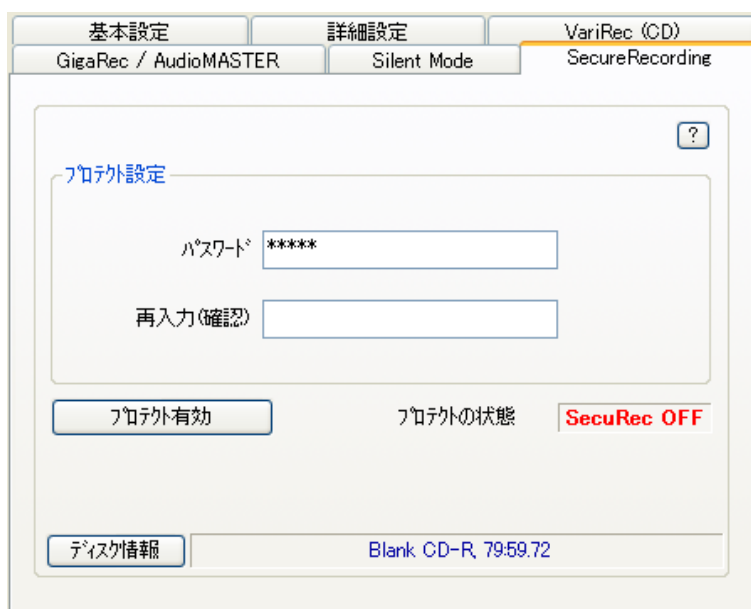 基本設定
詳細設定
VariRec (CD)
GigaRec / AudioMASTER
Silent Mode
SecureRecording
?
プロテクト設定
パスワード
*****
再入力(確認)
プロテクト有効
プロテクトの状態
SecuRec OFF
ディスク情報
Blank CD-R, 79:59.72